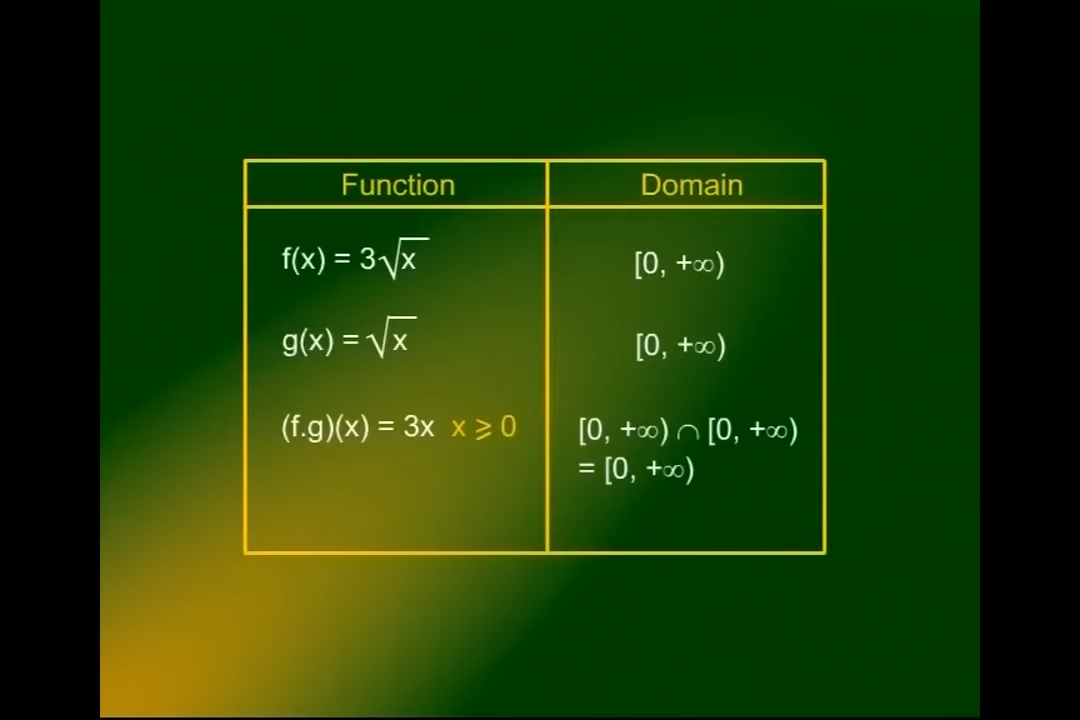 Function Domain
f(x) = 3√x [0, +∞)
g(x) = √x [0, +∞)
(f.g)(x) = 3x x ⩾ 0 [0, +∞) ∩ [0, +∞)
= [0, +∞)